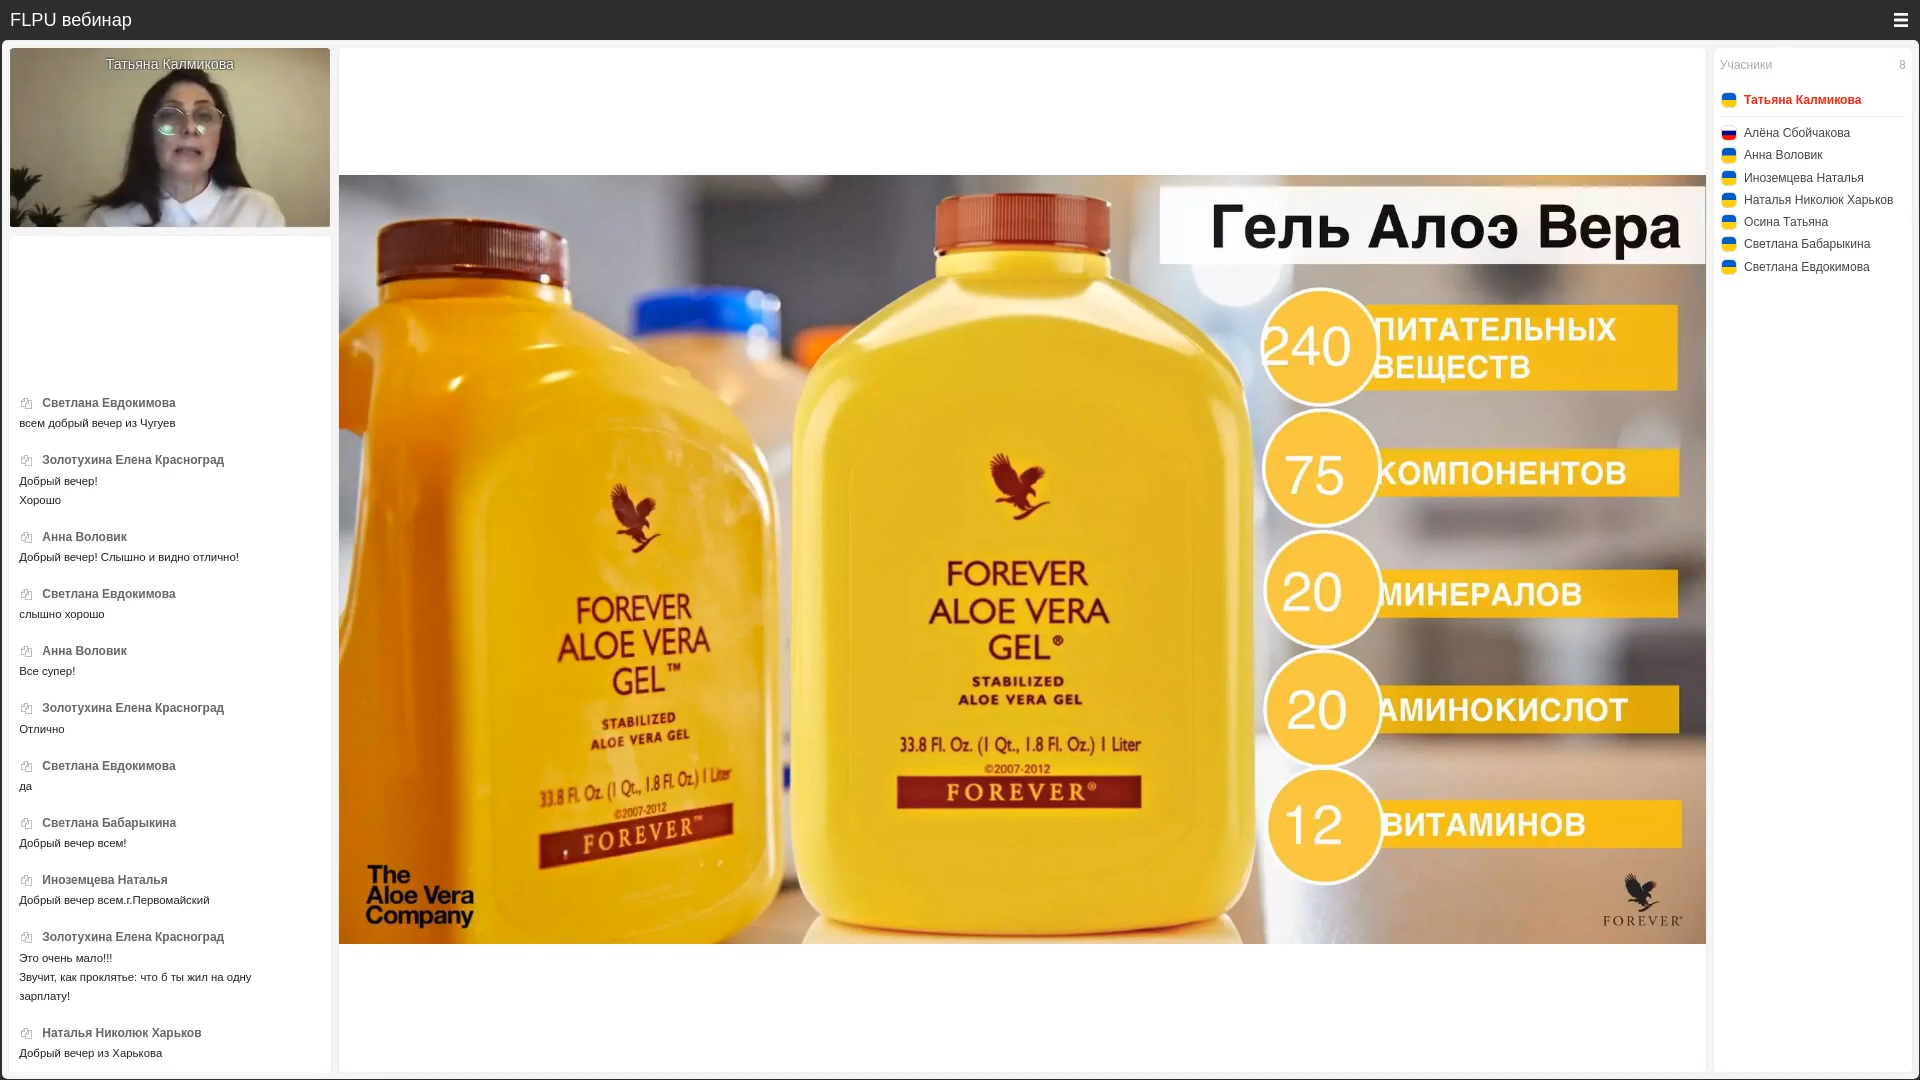 FLPU вебинар
Татьяна Калмикова
Светлана Евдокимова
всем добрый вечер из Чугуев
Золотухина Елена Красноград
Добрый вечер!
Хорошо
Анна Воловик
Добрый вечер! Слышно и видно отлично!
Светлана Евдокимова
слышно хорошо
Анна Воловик
Все супер!
Золотухина Елена Красноград
Отлично
Светлана Евдокимова
да
Светлана Бабарыкина
Добрый вечер всем!
Иноземцева Наталья
Добрый вечер всем.г.Первомайский
Золотухина Елена Красноград
Это очень мало!!!
Звучит, как проклятье: что б ты жил на одну
зарплату!
Наталья Николюк Харьков
Добрый вечер из Харькова
Гель Алоэ Вера
240 ПИТАТЕЛЬНЫХ
ВЕЩЕСТВ
75 КОМПОНЕНТОВ
20 МИНЕРАЛОВ
20 АМИНОКИСЛОТ
12 ВИТАМИНОВ
FOREVER
ALOE VERA
GEL™
STABILIZED
ALOE VERA GEL
33.8 Fl. Oz. (1 Qt., 1.8 Fl. Oz.) 1 Liter
©2007-2012
FOREVER™
FOREVER
ALOE VERA
GEL®
STABILIZED
ALOE VERA GEL
33.8 Fl. Oz. (1 Qt., 1.8 Fl. Oz.) 1 Liter
©2007-2012
FOREVER®
The
Aloe Vera
Company
FOREVER®
Учасники 8
Татьяна Калмикова
Алёна Сбойчакова
Анна Воловик
Иноземцева Наталья
Наталья Николюк Харьков
Осина Татьяна
Светлана Бабарыкина
Светлана Евдокимова